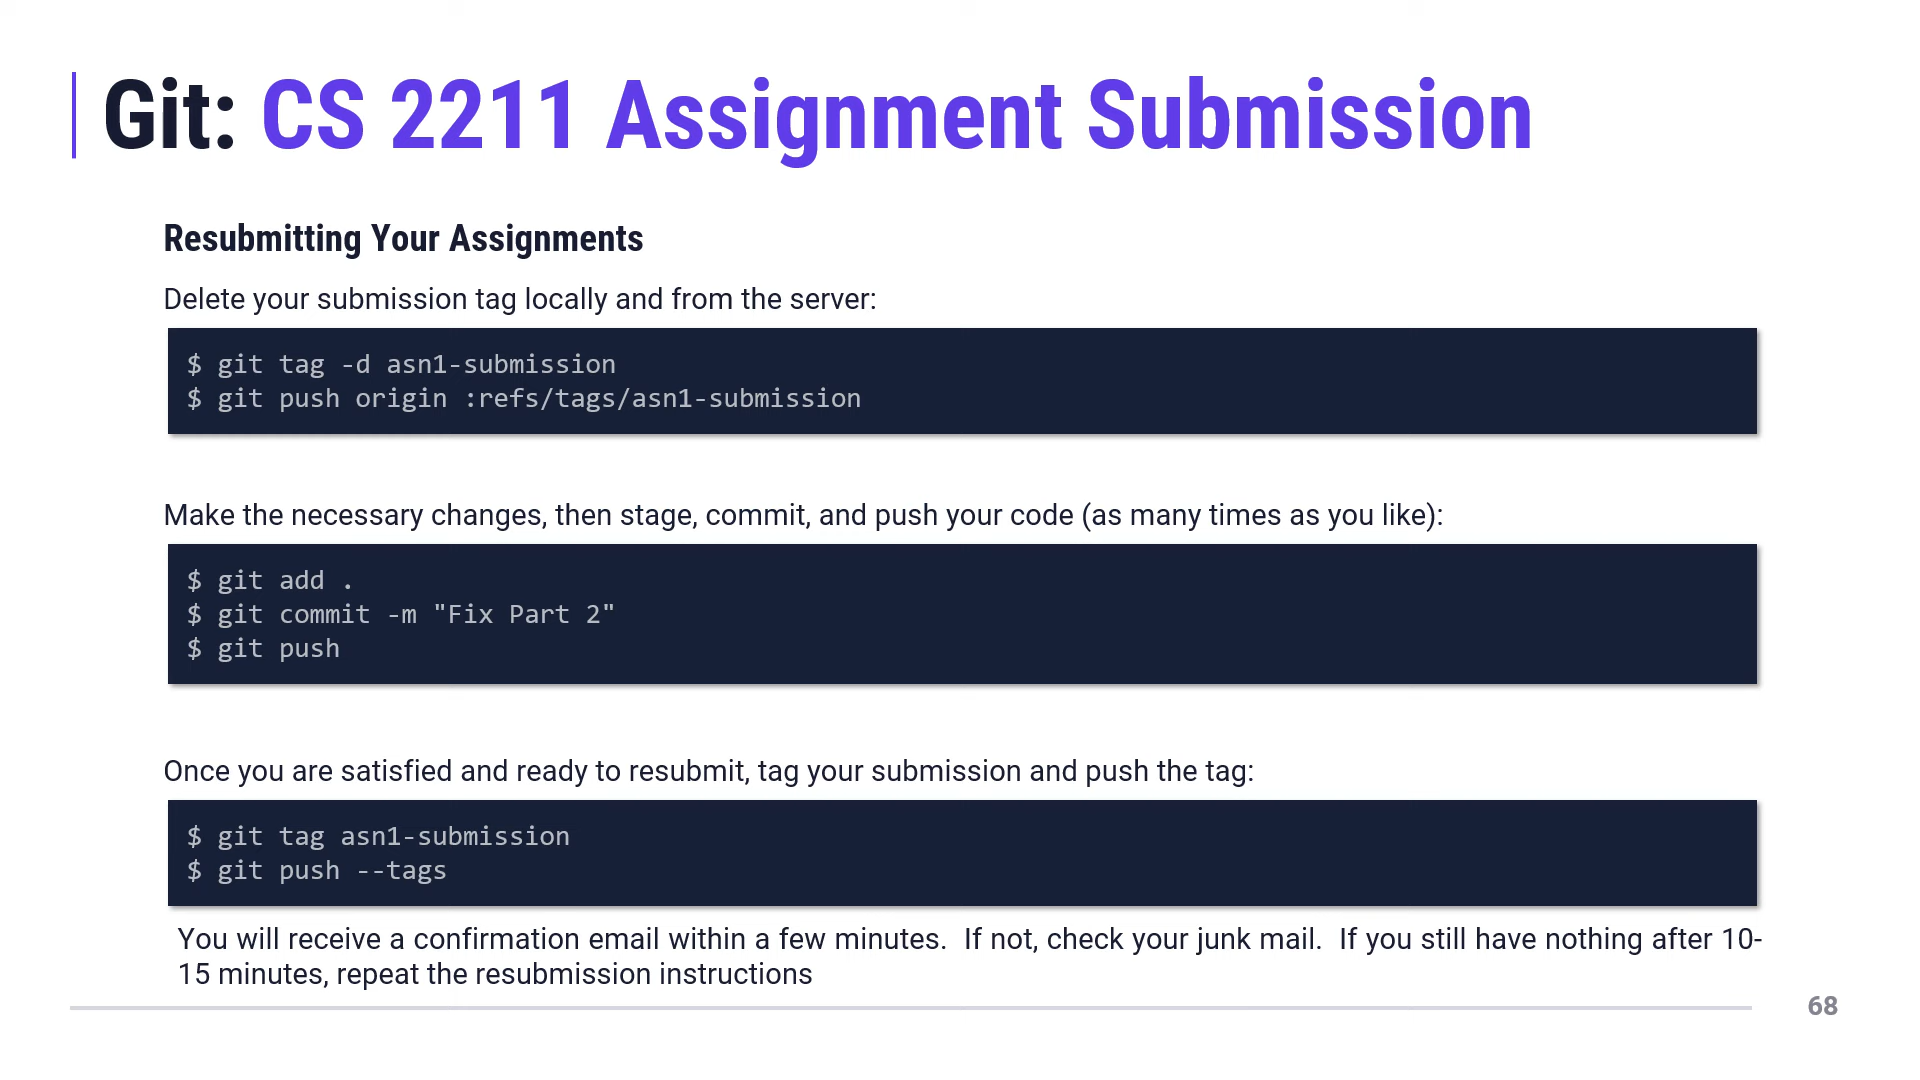 Git: CS 2211 Assignment Submission
Resubmitting Your Assignments
Delete your submission tag locally and from the server:
$ git tag -d asn1-submission
$ git push origin :refs/tags/asn1-submission
Make the necessary changes, then stage, commit, and push your code (as many times as you like):
$ git add .
$ git commit -m "Fix Part 2"
$ git push
Once you are satisfied and ready to resubmit, tag your submission and push the tag:
$ git tag asn1-submission
$ git push --tags
You will receive a confirmation email within a few minutes.  If not, check your junk mail.  If you still have nothing after 10-
15 minutes, repeat the resubmission instructions
68